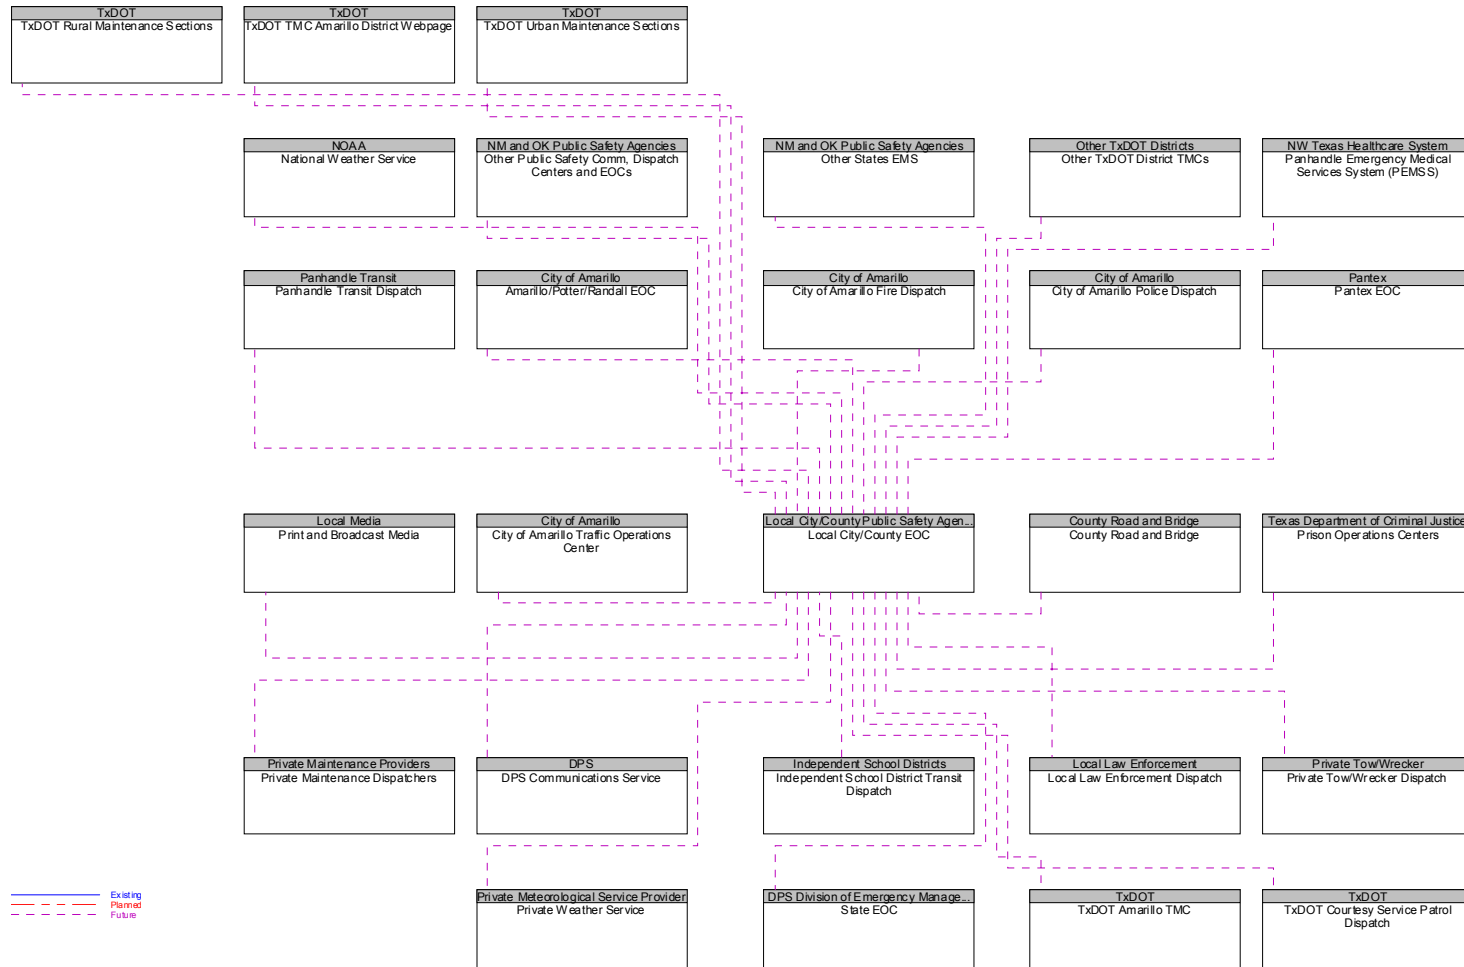 TxDOT
TxDOT Rural Maintenance Sections
TxDOT
TxDOT TMC Amarillo District Webpage
TxDOT
TxDOT Urban Maintenance Sections
NOAA
National Weather Service
NM and OK Public Safety Agencies
Other Public Safety Comm, Dispatch
Centers and EOCs
NM and OK Public Safety Agencies
Other States EMS
Other TxDOT Districts
Other TxDOT District TMCs
NW Texas Healthcare System
Panhandle Emergency Medical
Services System (PEMSS)
Panhandle Transit
Panhandle Transit Dispatch
City of Amarillo
Amarillo/Potter/Randall EOC
City of Amarillo
City of Amarillo Fire Dispatch
City of Amarillo
City of Amarillo Police Dispatch
Pantex
Pantex EOC
Local Media
Print and Broadcast Media
City of Amarillo
City of Amarillo Traffic Operations
Center
Local City/County Public Safety Agen...
Local City/County EOC
County Road and Bridge
County Road and Bridge
Texas Department of Criminal Justice
Prison Operations Centers
Private Maintenance Providers
Private Maintenance Dispatchers
DPS
DPS Communications Service
Independent School Districts
Independent School District Transit
Dispatch
Local Law Enforcement
Local Law Enforcement Dispatch
Private Tow/Wrecker
Private Tow/Wrecker Dispatch
Existing
Planned
Future
Private Meteorological Service Provider
Private Weather Service
DPS Division of Emergency Manage...
State EOC
TxDOT
TxDOT Amarillo TMC
TxDOT
TxDOT Courtesy Service Patrol
Dispatch